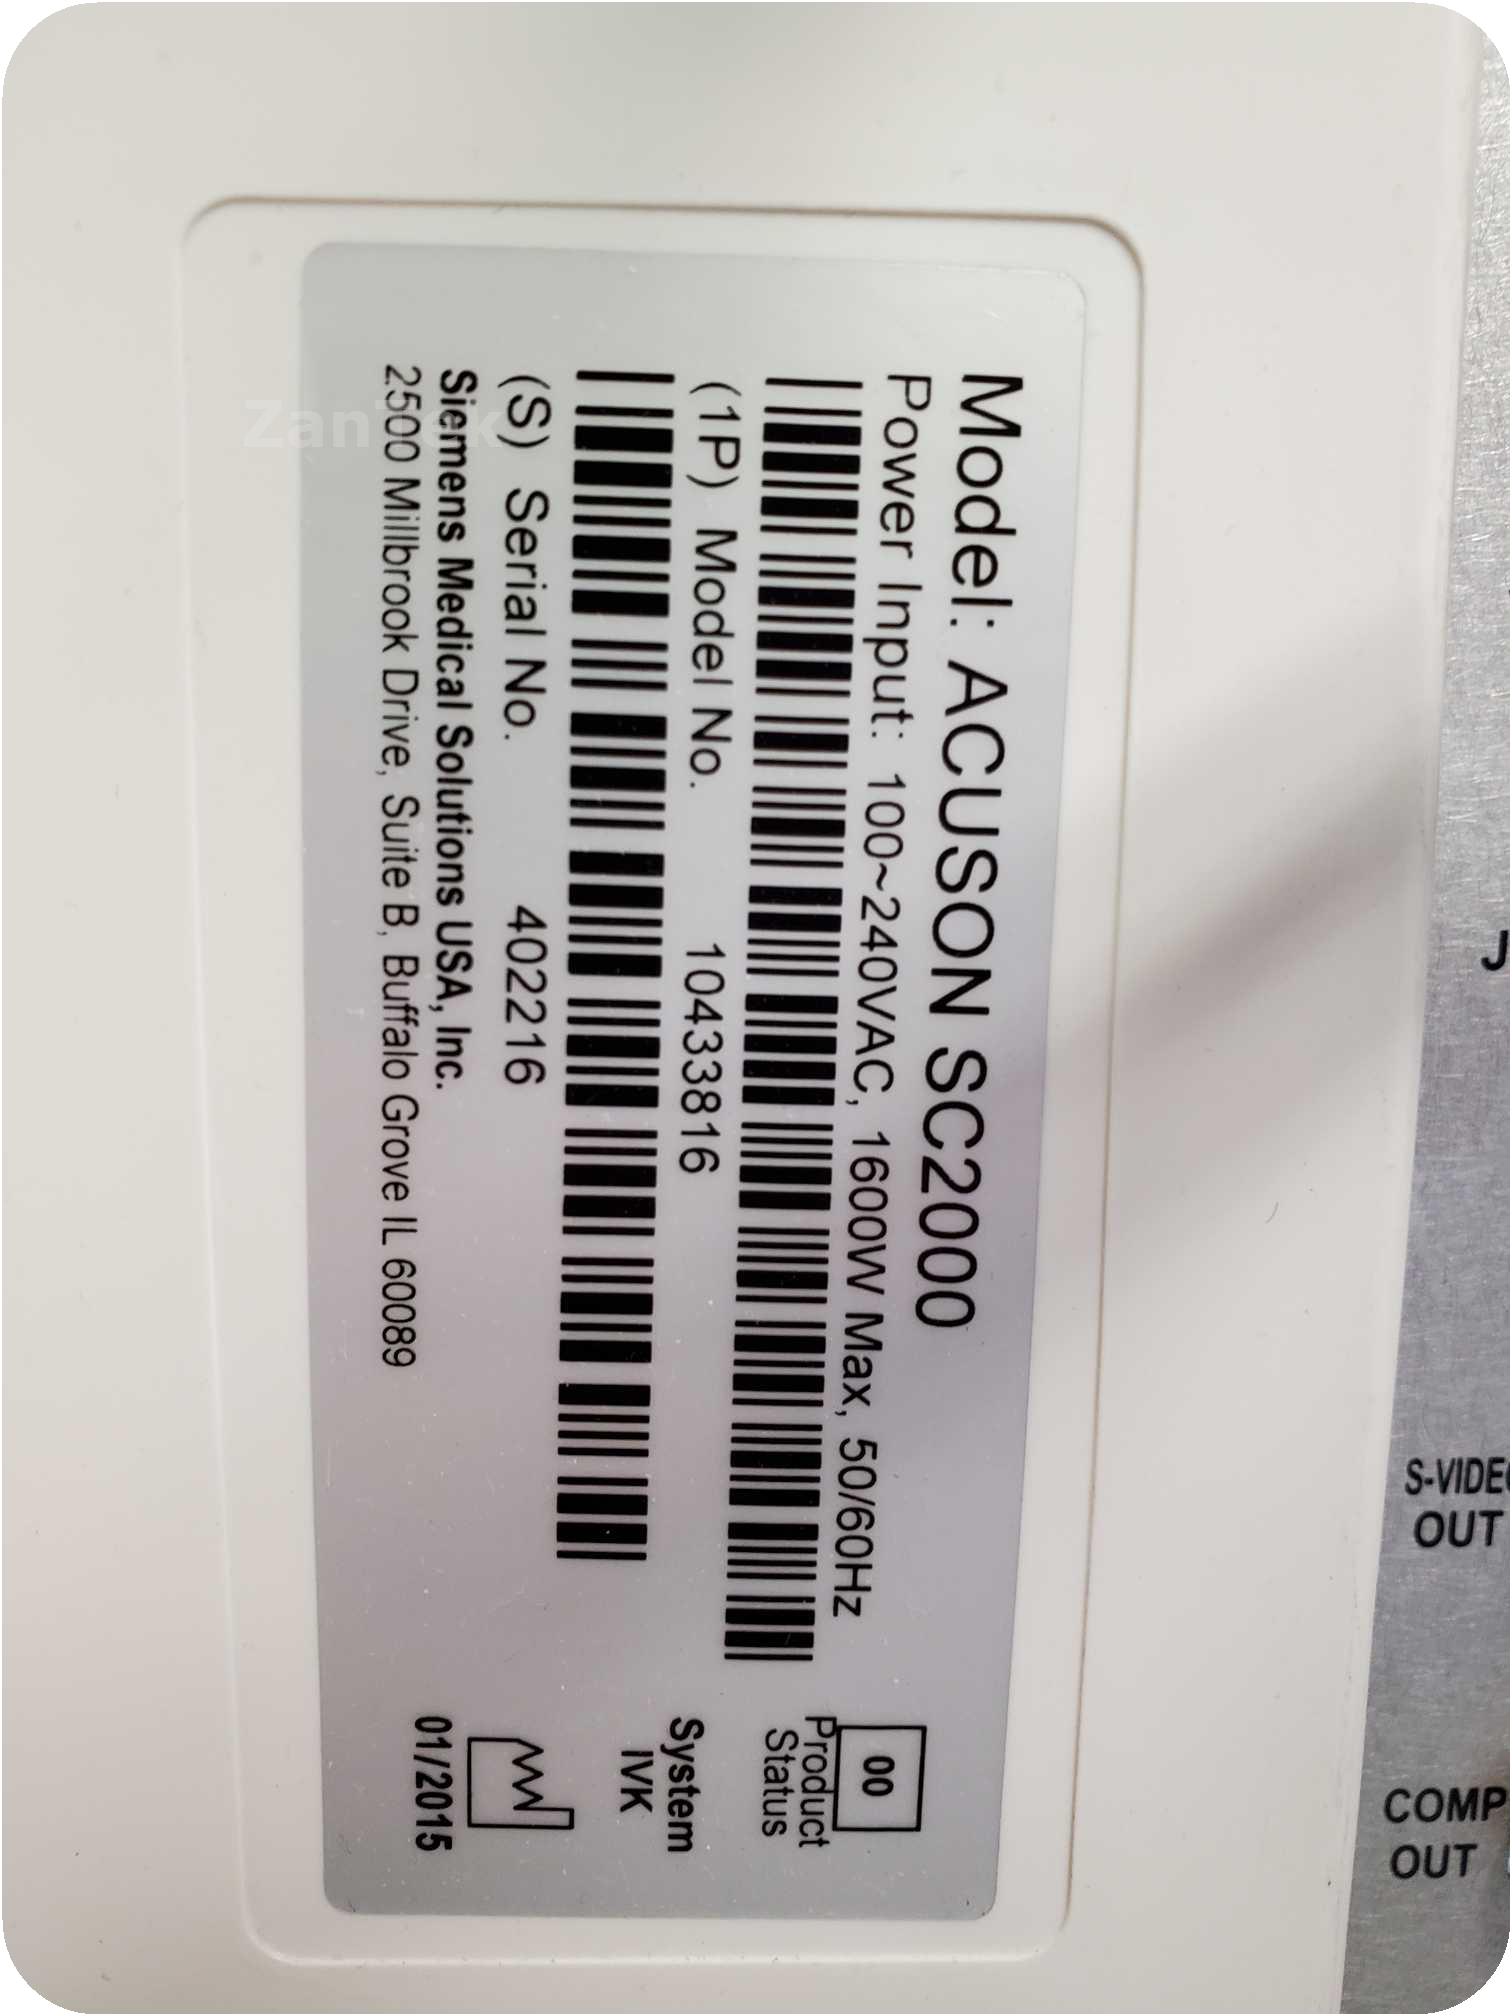 Model: ACUSON SC2000
Power Input: 100~240VAC, 1600W Max, 50/60Hz
(1P) Model No. 10433816
(S) Serial No. 402216
Siemens Medical Solutions USA, Inc.
2500 Millbrook Drive, Suite B, Buffalo Grove IL 60089
00
Product
Status
System
IVK
01/2015
J
S-VIDEO
OUT
COMP
OUT